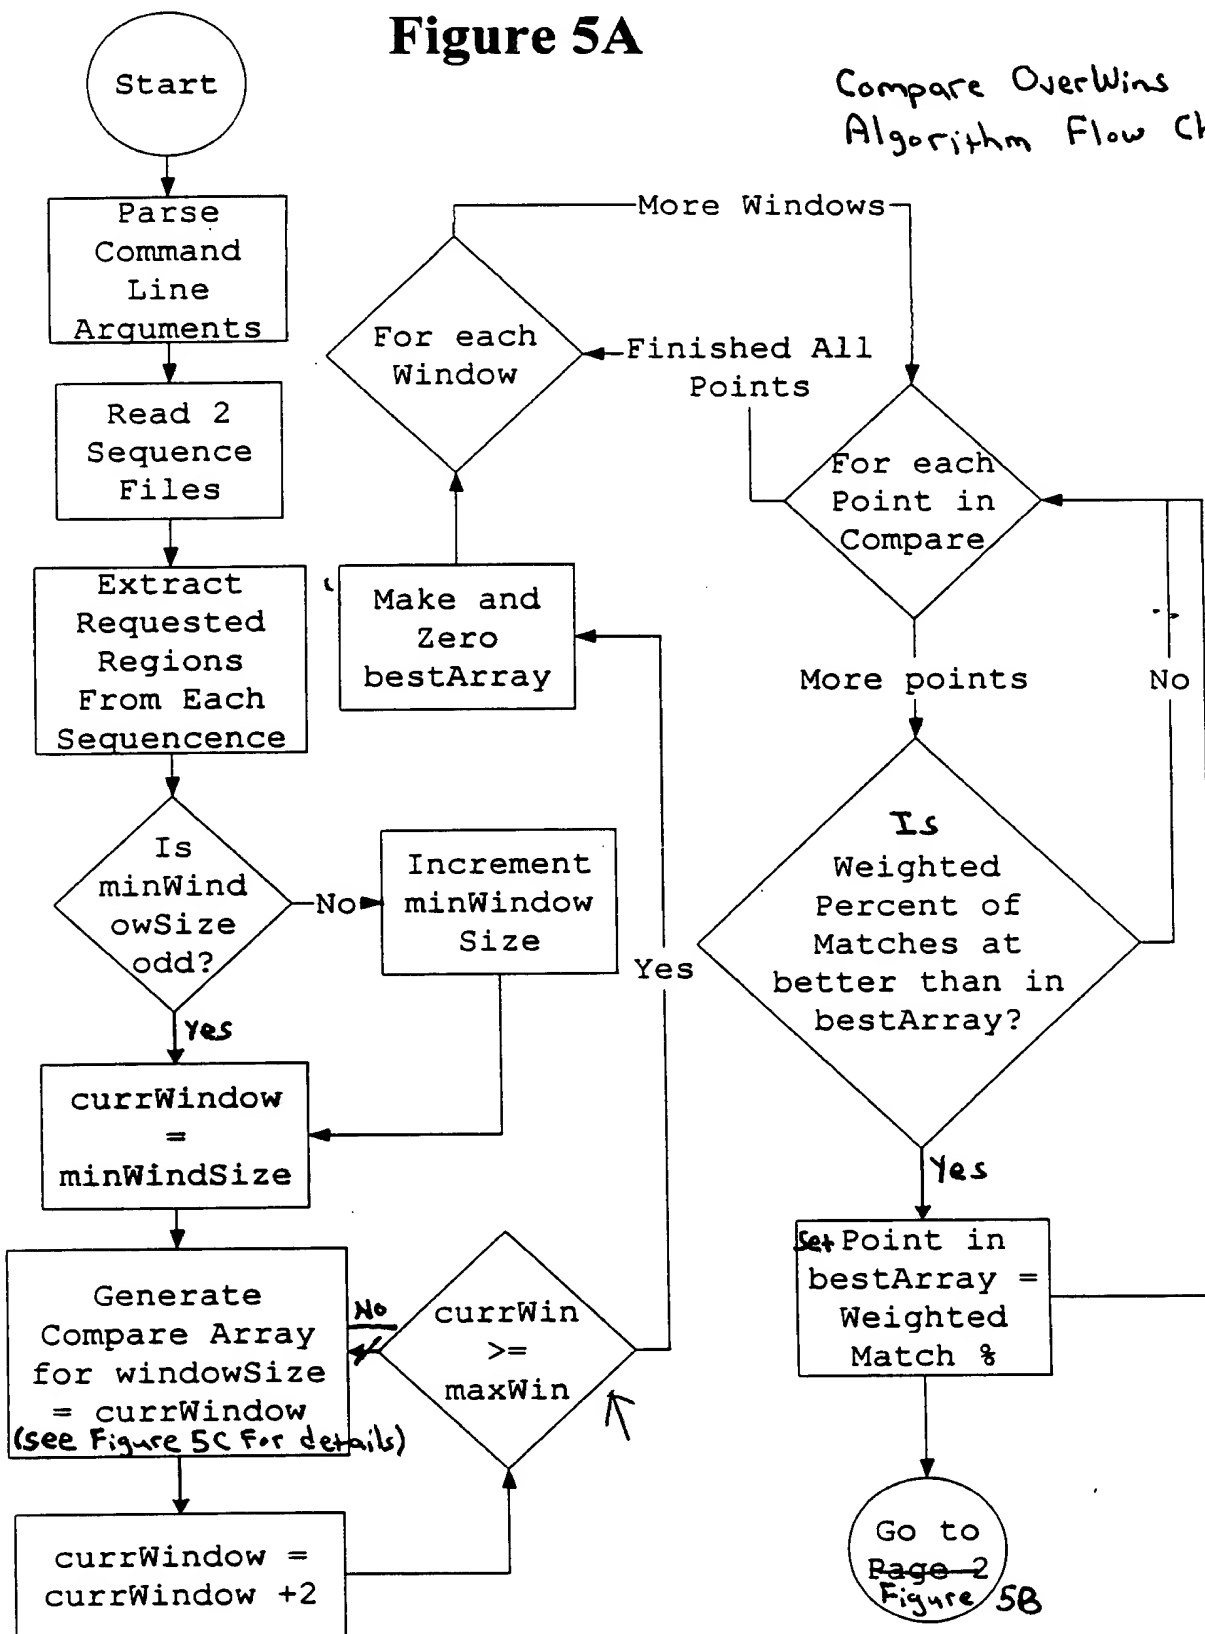 Figure 5A
Compare OverWins
Algorithm Flow Ch
Start
Parse
Command
Line
Arguments
Read 2
Sequence
Files
Extract
Requested
Regions
From Each
Sequencence
Is
minWind
owSize
odd?
No
Increment
minWindow
Size
Yes
currWindow
=
minWindSize
Generate
Compare Array
for windowSize
= currWindow
(see Figure 5C for details)
currWindow =
currWindow +2
currWin
>=
maxWin
No
Yes
Make and
Zero
bestArray
For each
Window
More Windows
Finished All
Points
For each
Point in
Compare
More points
No
Is
Weighted
Percent of
Matches at
better than in
bestArray?
Yes
Set Point in
bestArray =
Weighted
Match %
Go to
Page 2
Figure 5B